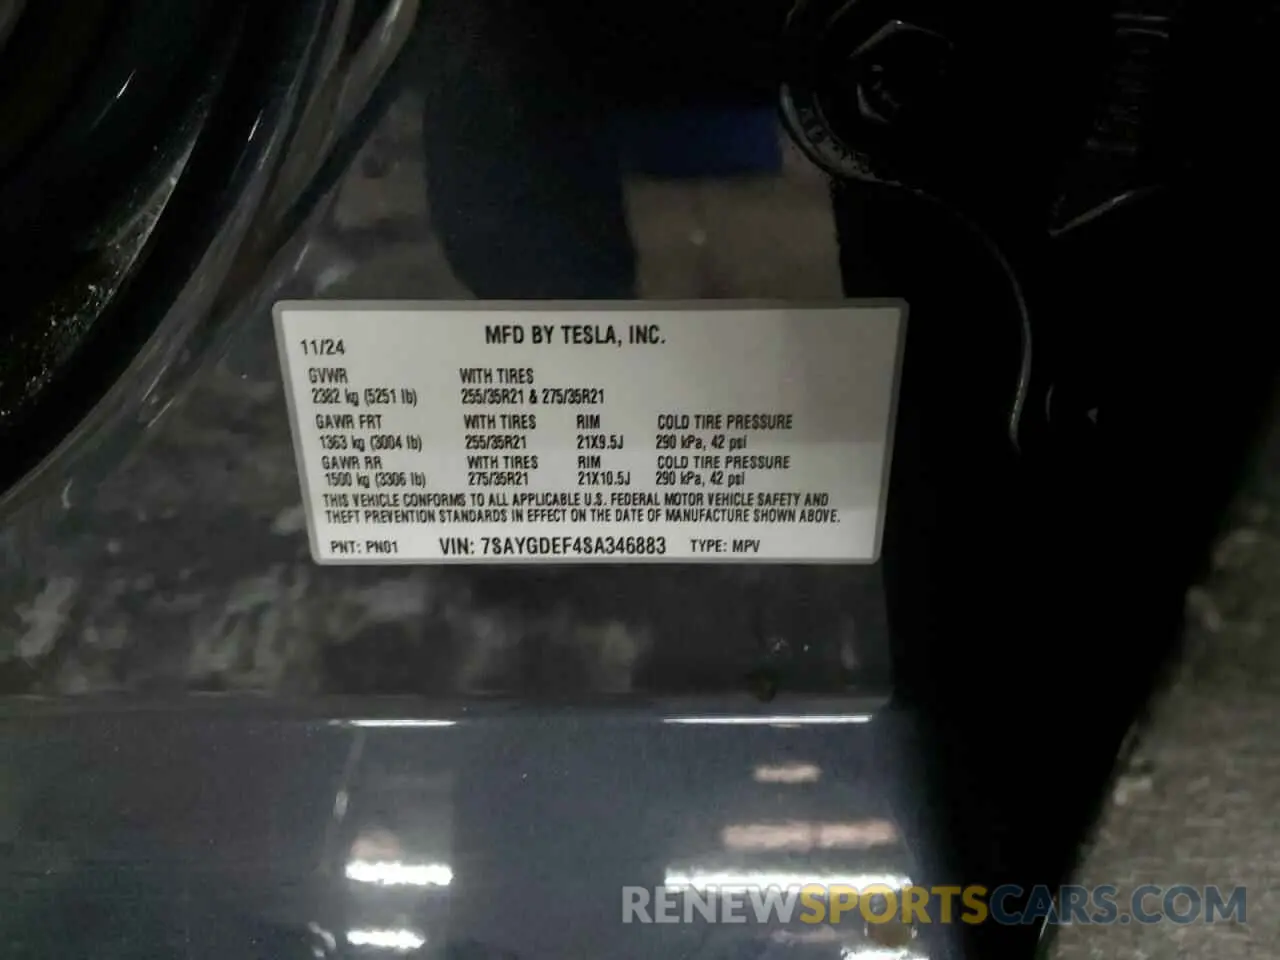 MFD BY TESLA, INC.
11/24
GVWR WITH TIRES
2382 kg (5251 lb) 255/35R21 & 275/35R21
GAWR FRT WITH TIRES RIM COLD TIRE PRESSURE
1363 kg (3004 lb) 255/35R21 21X9.5J 290 kPa, 42 psi
GAWR RR WITH TIRES RIM COLD TIRE PRESSURE
1500 kg (3306 lb) 275/35R21 21X10.5J 290 kPa, 42 psi
THIS VEHICLE CONFORMS TO ALL APPLICABLE U.S. FEDERAL MOTOR VEHICLE SAFETY AND
THEFT PREVENTION STANDARDS IN EFFECT ON THE DATE OF MANUFACTURE SHOWN ABOVE.
PNT: PN01 VIN: 7SAYGDEF4SA346883 TYPE: MPV
RENEWSPORTSCARS.COM